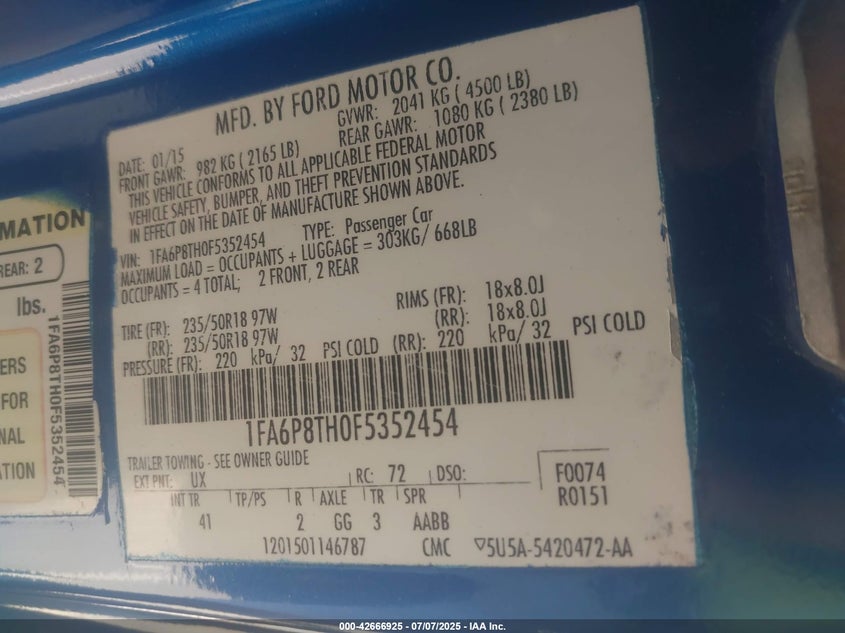 MFD. BY FORD MOTOR CO.
DATE: 01/15 GVWR: 2041 KG ( 4500 LB)
FRONT GAWR: 982 KG ( 2165 LB) REAR GAWR: 1080 KG ( 2380 LB)
THIS VEHICLE CONFORMS TO ALL APPLICABLE FEDERAL MOTOR
VEHICLE SAFETY, BUMPER, AND THEFT PREVENTION STANDARDS
IN EFFECT ON THE DATE OF MANUFACTURE SHOWN ABOVE.
VIN: 1FA6P8TH0F5352454 TYPE: Passenger Car
MAXIMUM LOAD = OCCUPANTS + LUGGAGE = 303KG/ 668LB
OCCUPANTS = 4 TOTAL; 2 FRONT, 2 REAR
TIRE (FR): 235/50R18 97W RIMS (FR): 18x8.0J
(RR): 235/50R18 97W (RR): 18x8.0J
PRESSURE (FR): 220 kPa/ 32 PSI COLD (RR): 220 kPa/ 32 PSI COLD
1FA6P8TH0F5352454
TRAILER TOWING - SEE OWNER GUIDE
EXT PNT: UX RC: 72 DSO: F0074
INT TR TP/PS R AXLE TR SPR R0151
41 2 GG 3 AABB
1201501146787 CMC ▽5U5A-5420472-AA
MATION
REAR: 2
lbs.
1FA6P8TH0F5352454
ERS
FOR
NAL
ATION
000-42666925 - 07/07/2025 - IAA Inc.